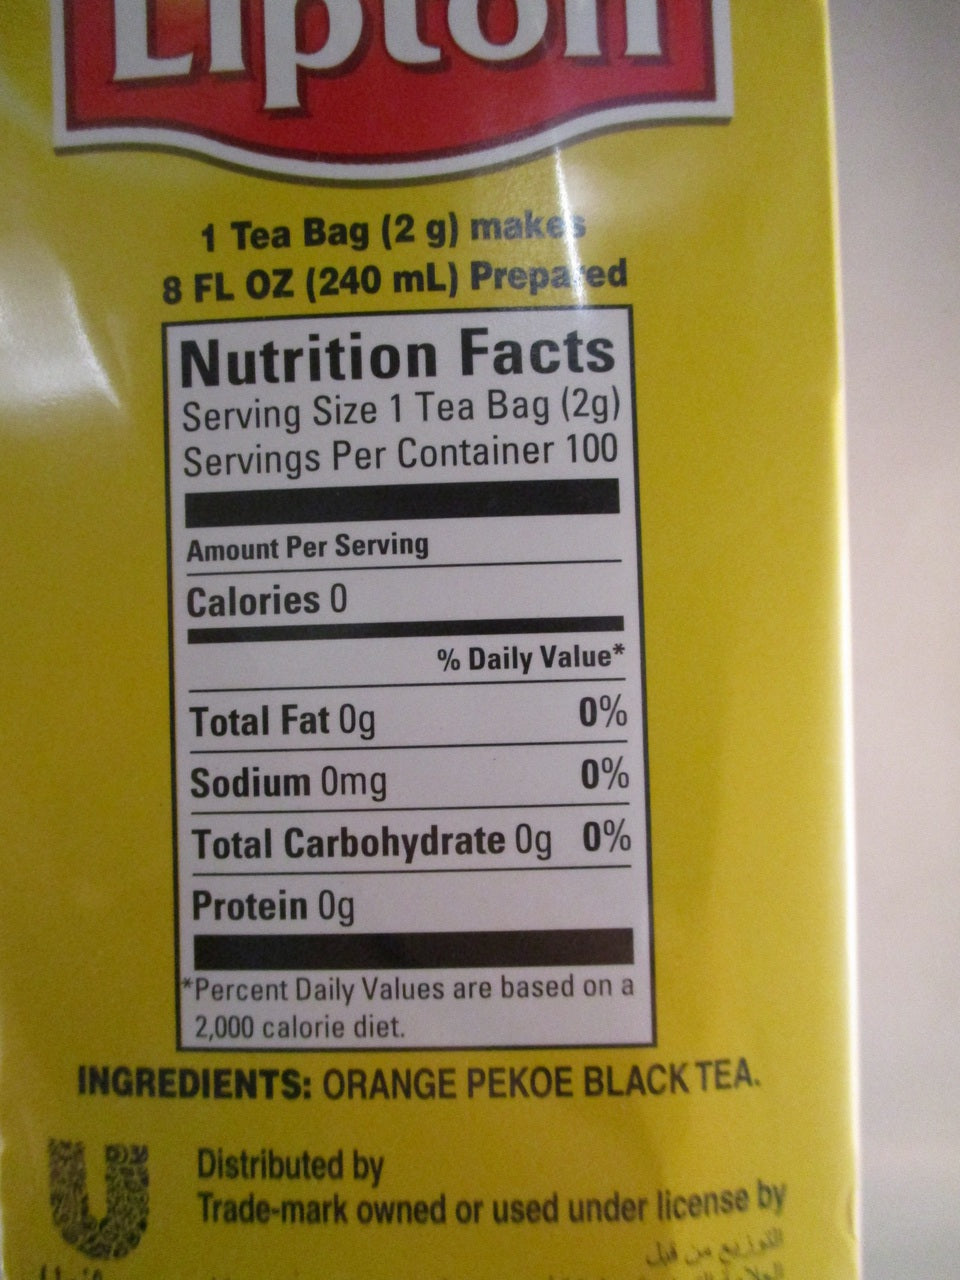 Lipton
1 Tea Bag (2 g) makes
8 FL OZ (240 mL) Prepared
Nutrition Facts
Serving Size 1 Tea Bag (2g)
Servings Per Container 100
Amount Per Serving
Calories 0
% Daily Value*
Total Fat 0g 0%
Sodium 0mg 0%
Total Carbohydrate 0g 0%
Protein 0g
*Percent Daily Values are based on a
2,000 calorie diet.
INGREDIENTS: ORANGE PEKOE BLACK TEA.
Distributed by
Trade-mark owned or used under license by
التوزيع من قبل